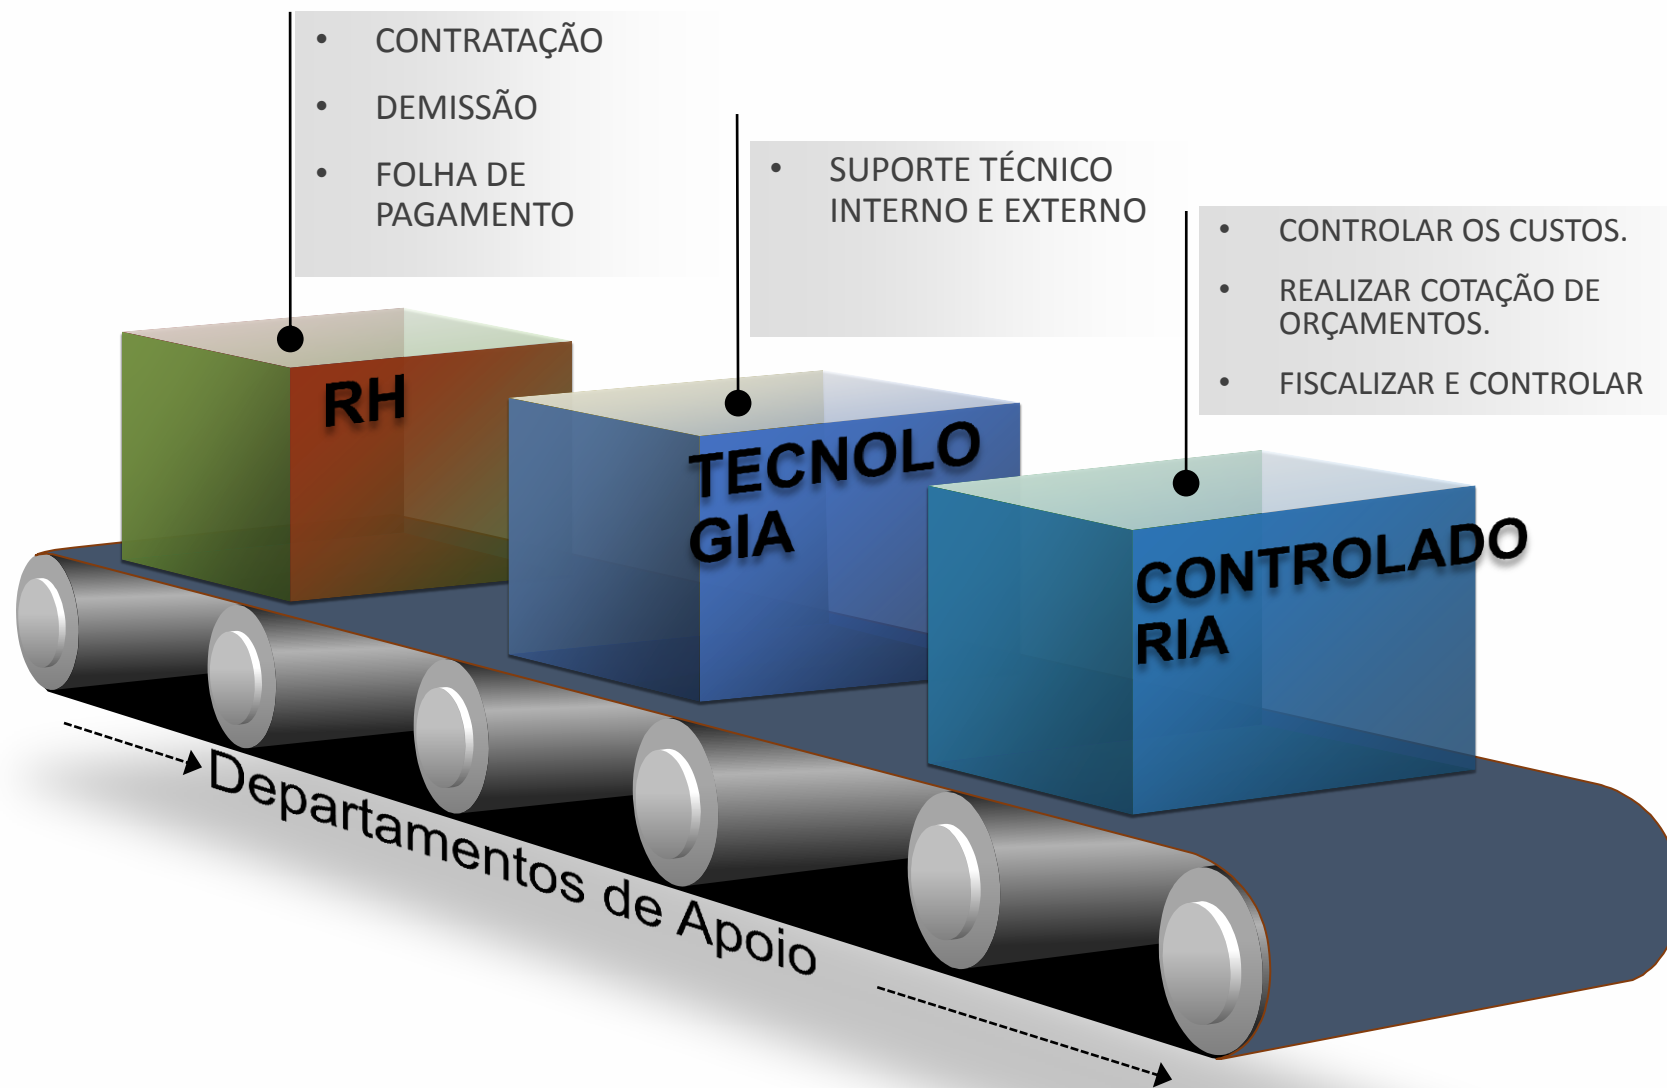 • CONTRATAÇÃO
• DEMISSÃO
• FOLHA DE
PAGAMENTO
• SUPORTE TÉCNICO
INTERNO E EXTERNO
• CONTROLAR OS CUSTOS.
• REALIZAR COTAÇÃO DE
ORÇAMENTOS.
• FISCALIZAR E CONTROLAR
RH
TECNOLO
GIA
CONTROLADO
RIA
Departamentos de Apoio